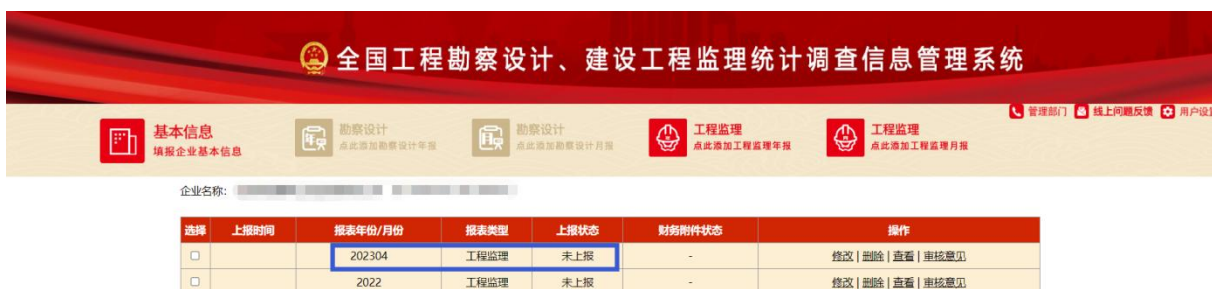 全国工程勘察设计、建设工程监理统计调查信息管理系统
管理部门 线上问题反馈 用户设置
基本信息 勘察设计 勘察设计 工程监理 工程监理
填报企业基本信息 点此添加勘察设计年报 点此添加勘察设计月报 点此添加工程监理年报 点此添加工程监理月报
企业名称:
选择 上报时间 报表年份/月份 报表类型 上报状态 财务附件状态 操作
202304 工程监理 未上报 - 修改 | 删除 | 查看 | 审核意见
2022 工程监理 未上报 - 修改 | 删除 | 查看 | 审核意见